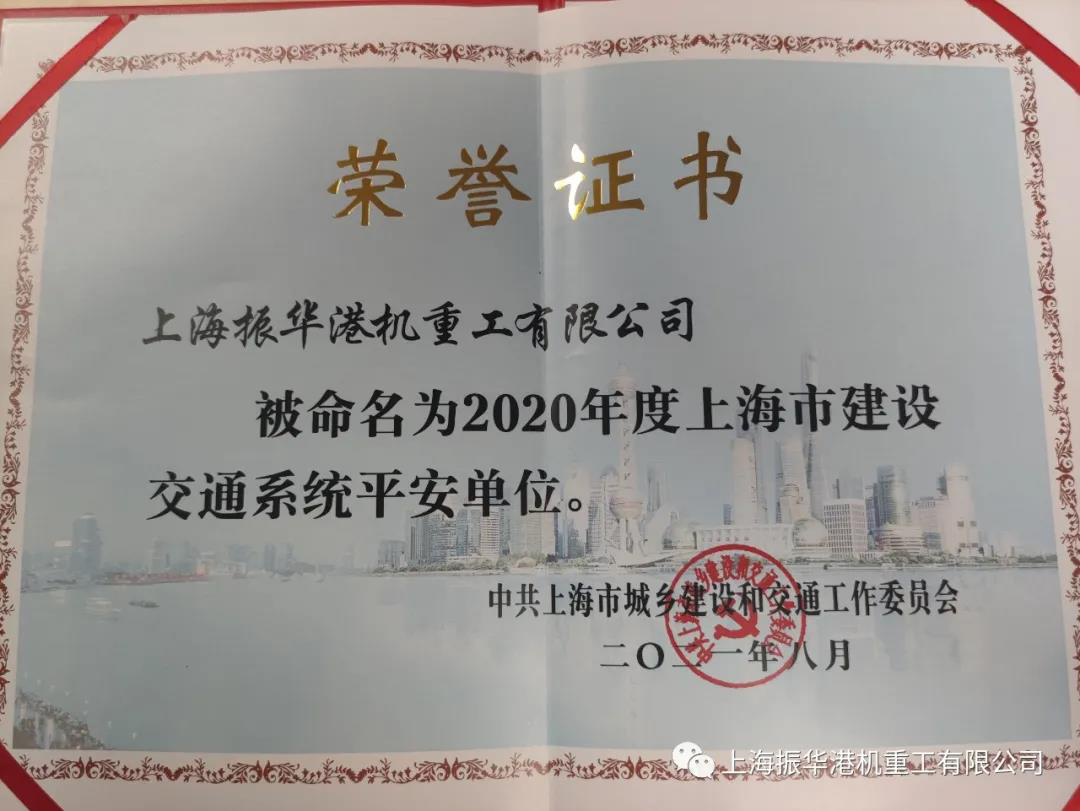 荣誉证书
上海振华港机重工有限公司
被命名为2020年度上海市建设
交通系统平安单位。
中共上海市城乡建设和交通工作委员会
二〇二一年八月
上海振华港机重工有限公司